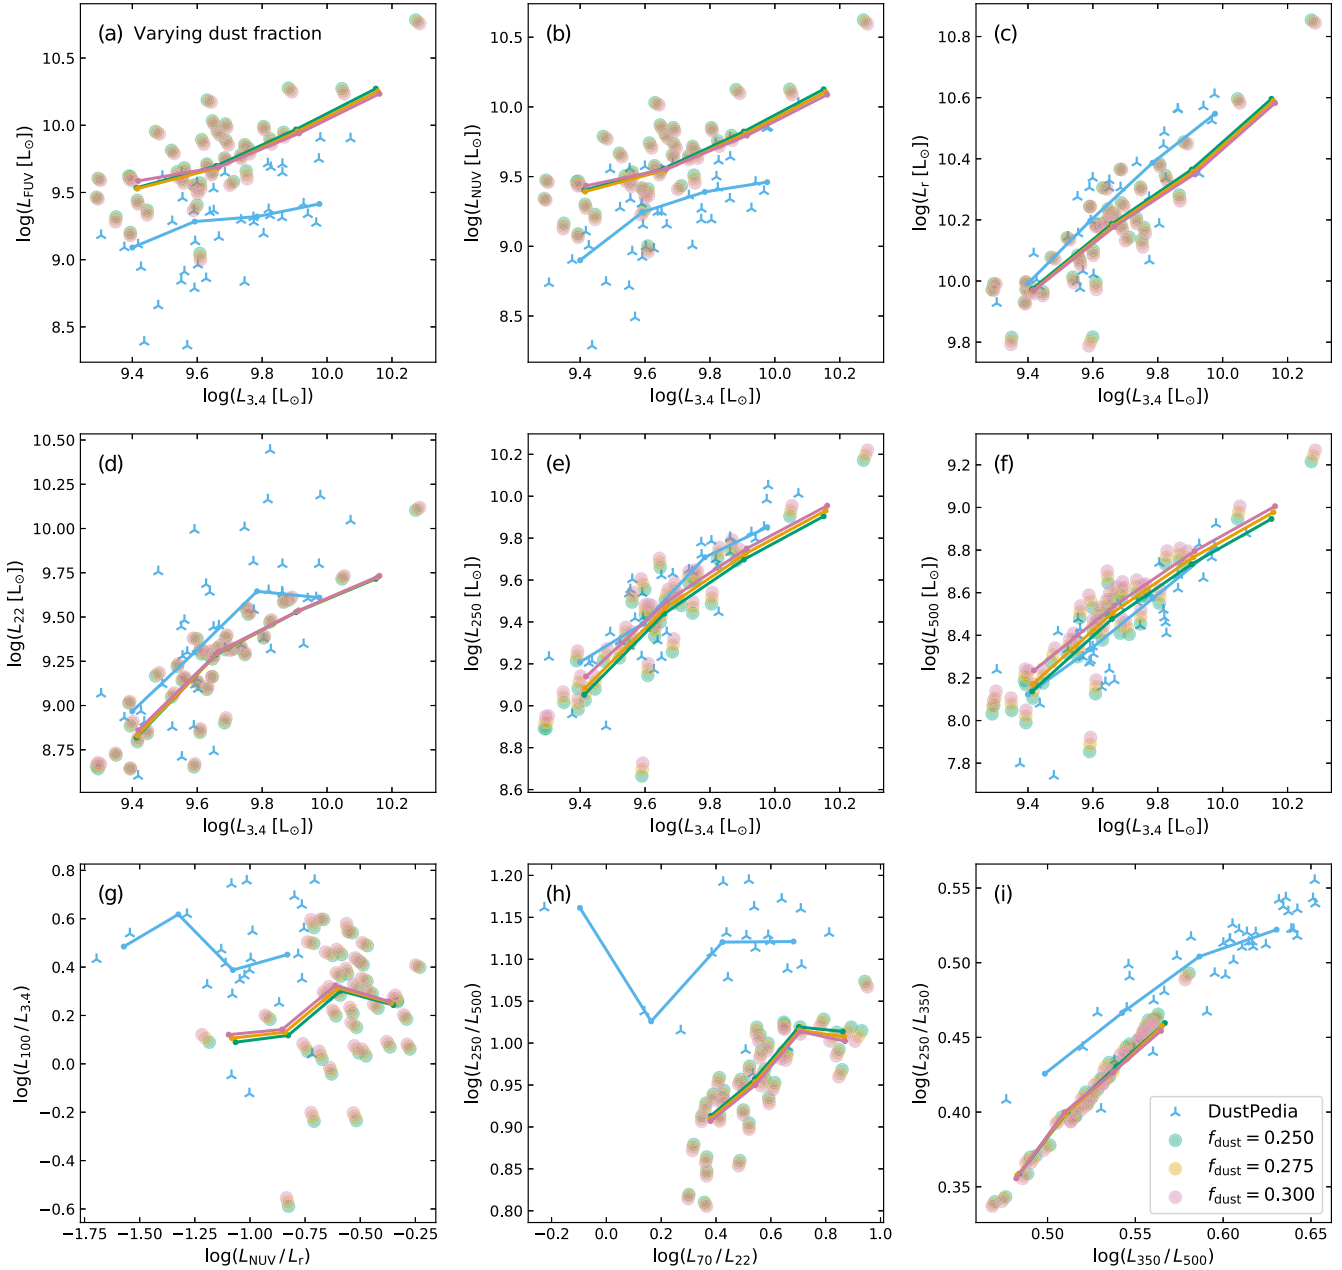 (a) Varying dust fraction
10.5
10.0
9.5
9.0
8.5
log(L_FUV [L⊙])
9.4 9.6 9.8 10.0 10.2
log(L_3.4 [L⊙])
(b)
10.5
10.0
9.5
9.0
8.5
log(L_NUV [L⊙])
9.4 9.6 9.8 10.0 10.2
log(L_3.4 [L⊙])
(c)
10.8
10.6
10.4
10.2
10.0
9.8
log(L_r [L⊙])
9.4 9.6 9.8 10.0 10.2
log(L_3.4 [L⊙])
(d)
10.50
10.25
10.00
9.75
9.50
9.25
9.00
8.75
log(L_22 [L⊙])
9.4 9.6 9.8 10.0 10.2
log(L_3.4 [L⊙])
(e)
10.2
10.0
9.8
9.6
9.4
9.2
9.0
8.8
8.6
log(L_250 [L⊙])
9.4 9.6 9.8 10.0 10.2
log(L_3.4 [L⊙])
(f)
9.2
9.0
8.8
8.6
8.4
8.2
8.0
7.8
log(L_500 [L⊙])
9.4 9.6 9.8 10.0 10.2
log(L_3.4 [L⊙])
(g)
0.8
0.6
0.4
0.2
0.0
−0.2
−0.4
−0.6
log(L_100 / L_3.4)
−1.75 −1.50 −1.25 −1.00 −0.75 −0.50 −0.25
log(L_NUV / L_r)
(h)
1.20
1.15
1.10
1.05
1.00
0.95
0.90
0.85
0.80
log(L_250 / L_500)
−0.2 0.0 0.2 0.4 0.6 0.8 1.0
log(L_70 / L_22)
(i)
0.55
0.50
0.45
0.40
0.35
log(L_250 / L_350)
0.50 0.55 0.60 0.65
log(L_350 / L_500)
DustPedia
f_dust = 0.250
f_dust = 0.275
f_dust = 0.300